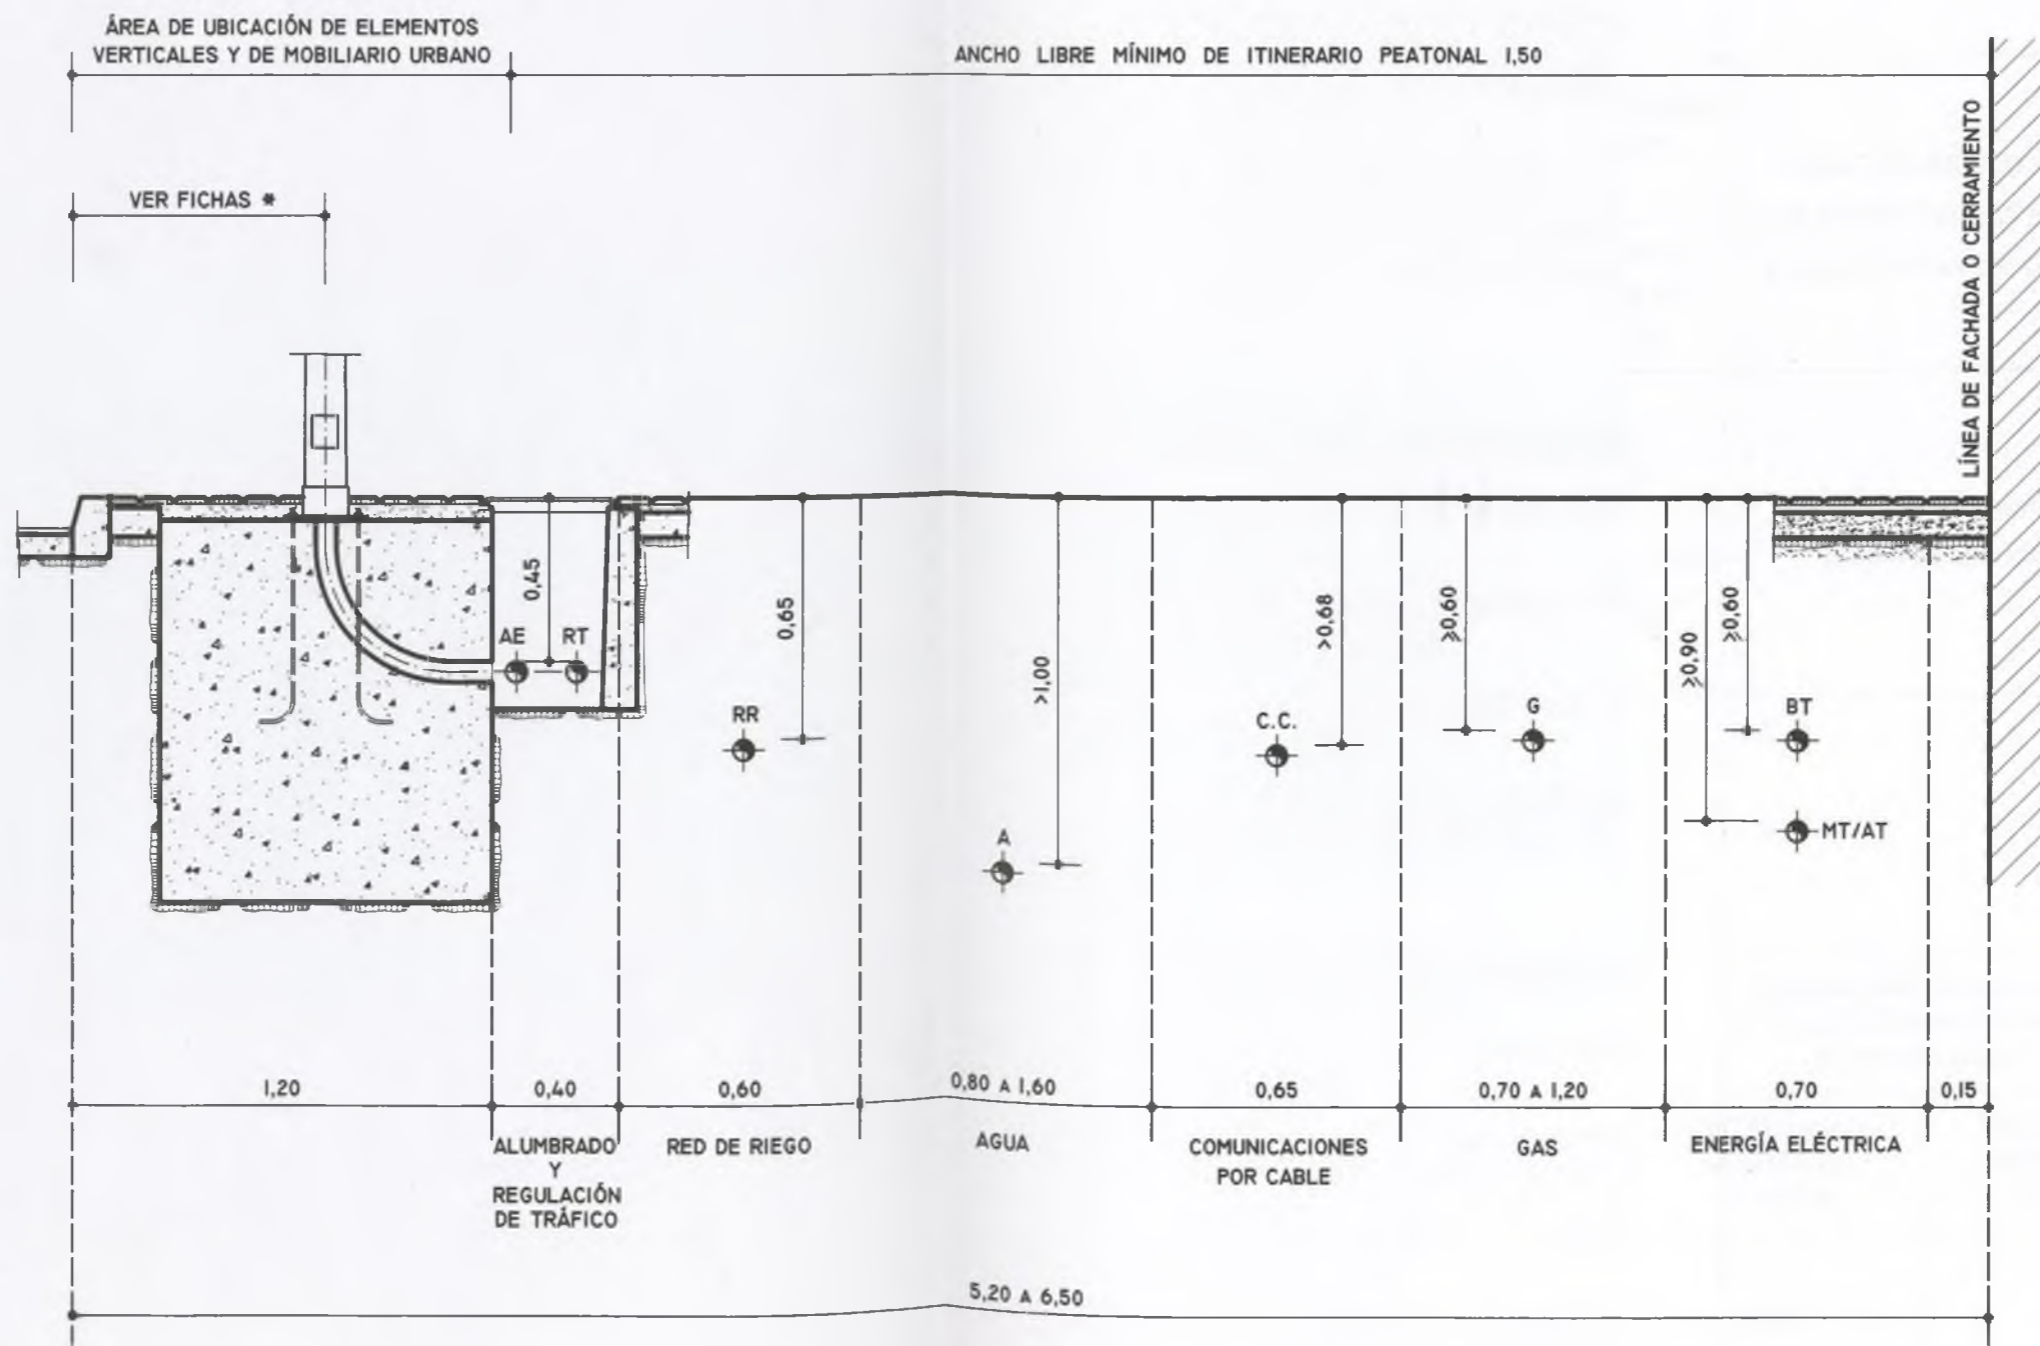 ÁREA DE UBICACIÓN DE ELEMENTOS
VERTICALES Y DE MOBILIARIO URBANO
ANCHO LIBRE MÍNIMO DE ITINERARIO PEATONAL 1,50
VER FICHAS *
LÍNEA DE FACHADA O CERRAMIENTO
0,45
AE
RT
0,65
RR
>1,00
A
>0,68
C.C.
≥0,60
G
≥0,90
≥0,60
BT
MT/AT
1,20
0,40
0,60
0,80 A 1,60
0,65
0,70 A 1,20
0,70
0,15
ALUMBRADO
Y
REGULACIÓN
DE TRÁFICO
RED DE RIEGO
AGUA
COMUNICACIONES
POR CABLE
GAS
ENERGÍA ELÉCTRICA
5,20 A 6,50